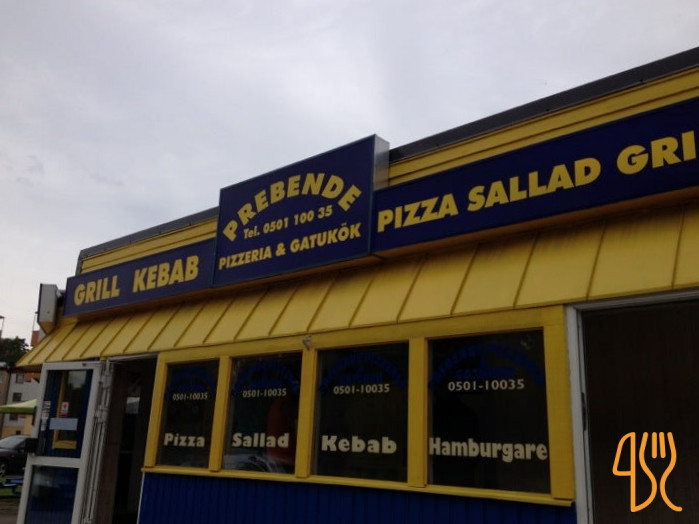 GRILL KEBAB
PREBENDE
Tel. 0501 100 35
PIZZERIA & GATUKÖK
PIZZA SALLAD GRI
0501-10035
Pizza
0501-10035
Sallad
0501-10035
Kebab
0501-10035
Hamburgare